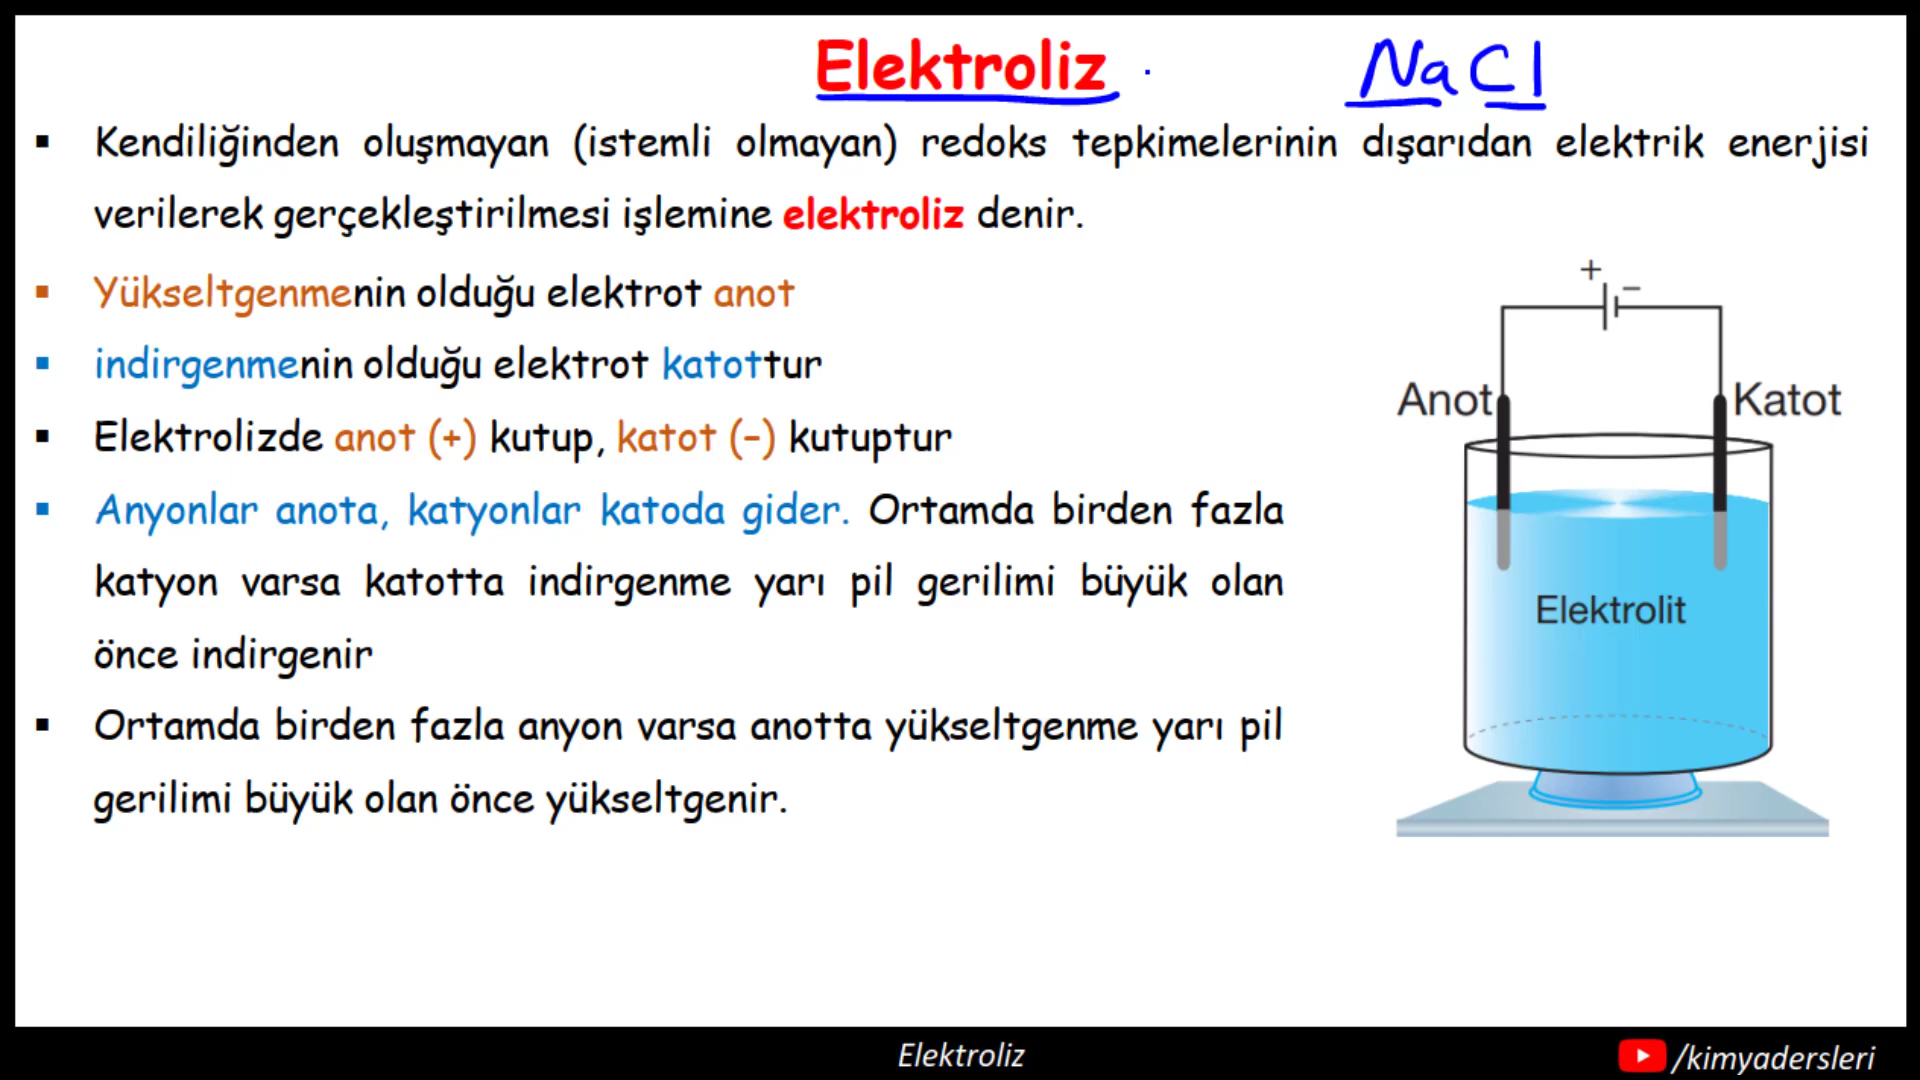 Elektroliz
NaCl
▪ Kendiliğinden oluşmayan (istemli olmayan) redoks tepkimelerinin dışarıdan elektrik enerjisi
verilerek gerçekleştirilmesi işlemine elektroliz denir.
▪ Yükseltgenmenin olduğu elektrot anot
▪ indirgenmenin olduğu elektrot katottur
▪ Elektrolizde anot (+) kutup, katot (-) kutuptur
▪ Anyonlar anota, katyonlar katoda gider. Ortamda birden fazla
katyon varsa katotta indirgenme yarı pil gerilimi büyük olan
önce indirgenir
▪ Ortamda birden fazla anyon varsa anotta yükseltgenme yarı pil
gerilimi büyük olan önce yükseltgenir.
+ −
Anot Katot
Elektrolit
Elektroliz
/kimyadersleri